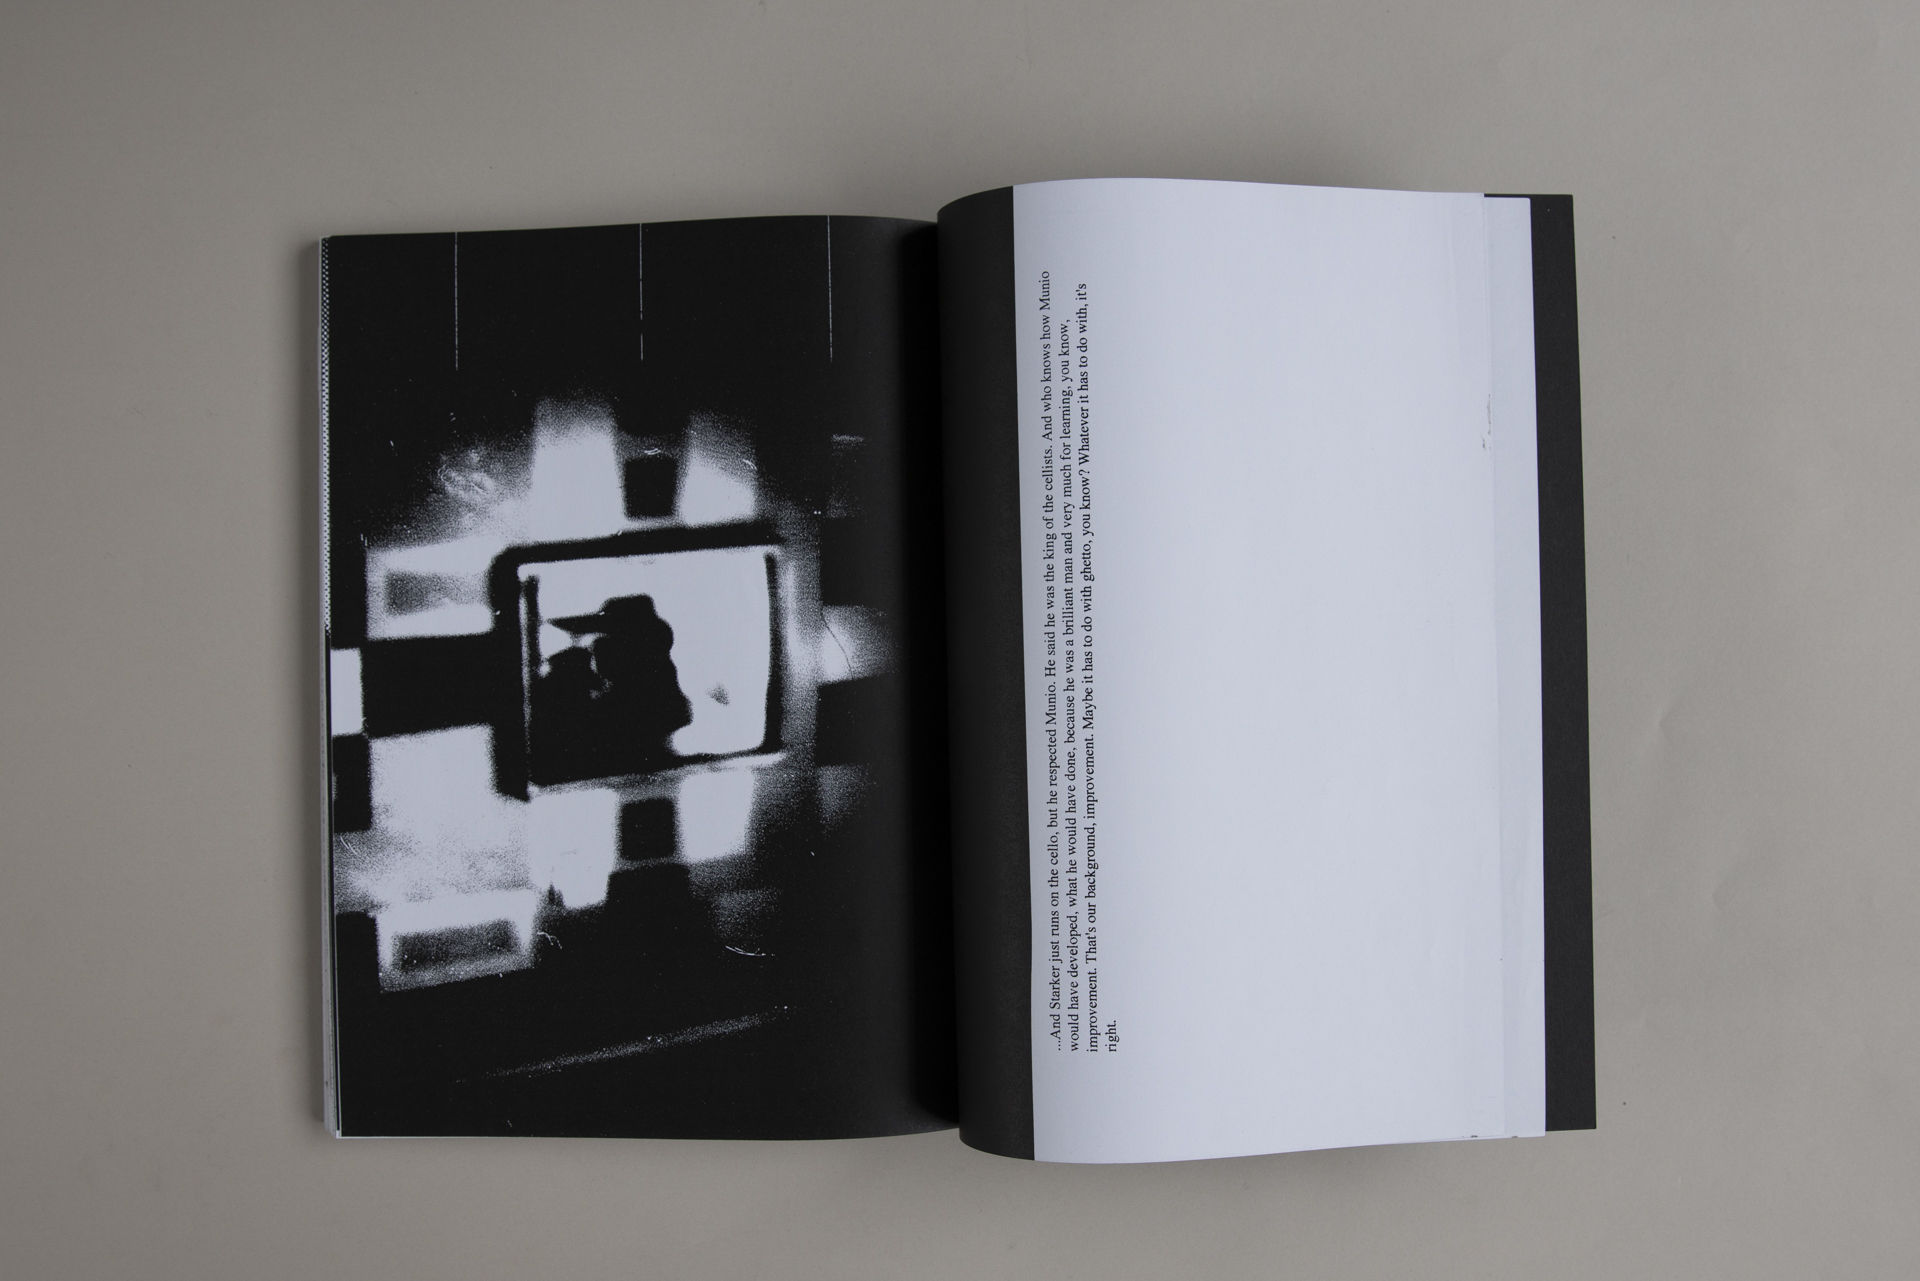 ...And Starker just runs on the cello, but he respected Munio. He said he was the king of the cellists. And who knows how Munio
would have developed, what he would have done, because he was a brilliant man and very much for learning, you know,
improvement. That's our background, improvement. Maybe it has to do with ghetto, you know? Whatever it has to do with, it's
right.